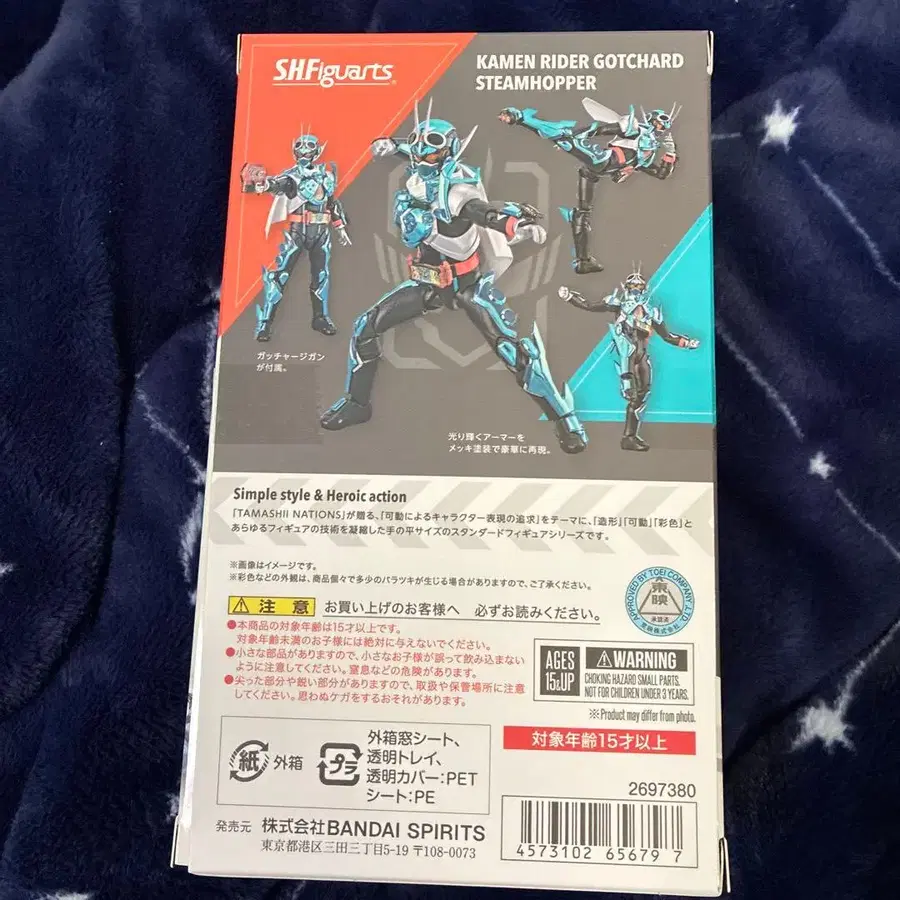 S.H.Figuarts
KAMEN RIDER GOTCHARD
STEAMHOPPER
ガッチャージガン
が付属。
光り輝くアーマーを
メッキ塗装で豪華に再現。
Simple style & Heroic action
「TAMASHII NATIONS」が贈る、「可動によるキャラクター表現の追求」をテーマに、「造形」「可動」「彩色」と
あらゆるフィギュアの技術を凝縮した手の平サイズのスタンダードフィギュアシリーズです。
※画像はイメージです。
※彩色などの外観は、商品個々で多少のバラツキが生じる場合がありますので、ご了承ください。
注意 お買い上げのお客様へ 必ずお読みください。
●本商品の対象年齢は15才以上です。
対象年齢未満のお子様には絶対に与えないでください。
●小さな部品がありますので、小さなお子様が誤って飲み込まない
ように注意してください。窒息などの危険があります。
●尖った部分や鋭い部分がありますので、取扱や保管場所に注意
してください。思わぬケガをするおそれがあります。
APPROVED BY TOEI COMPANY, LTD.
東映
承認済
東映株式会社
AGES
15&UP
WARNING
CHOKING HAZARD SMALL PARTS.
NOT FOR CHILDREN UNDER 3 YEARS.
※Product may differ from photo.
対象年齢15才以上
紙 外箱
プラ
外箱窓シート、
透明トレイ、
透明カバー:PET
シート:PE
2697380
発売元 株式会社BANDAI SPIRITS
東京都港区三田三丁目5-19 〒108-0073
4573102 65679 7